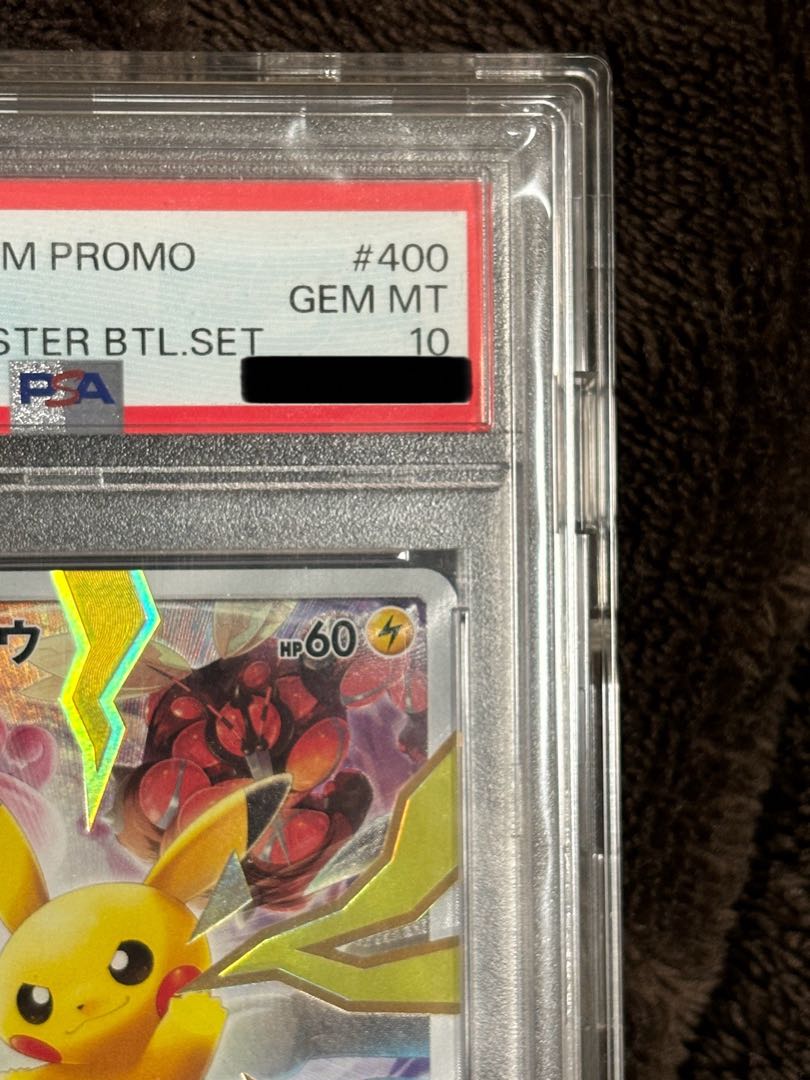 M PROMO #400
GEM MT
STER BTL.SET 10
PSA
ウ HP60